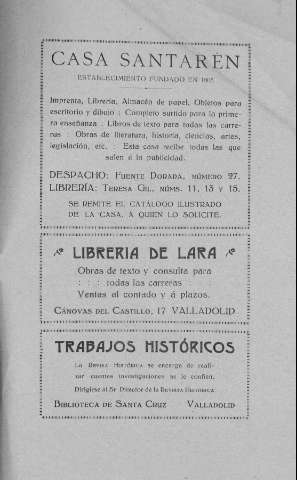 CASA SANTARÉN
ESTABLECIMIENTO FUNDADO EN
Imprenta, Librería, Almacén de papel, Objetos para
escritorio y dibujo : Completo surtido para la prime-
ra enseñanza : Libros de texto para todas las carre-
ras : Obras de literatura, historia, ciencias, artes,
legislación, etc. : Esta casa recibe todas las que
salen á la publicidad.
DESPACHO: FUENTE DORADA, NÚMERO 27.
LIBRERÍA: TERESA GIL, NÚMS. 11, 13 Y 15.
SE REMITE EL CATÁLOGO ILUSTRADO
DE LA CASA, A QUIEN LO SOLICITE.
LIBRERIA DE LARA
Obras de texto y consulta para
: : : todas las carreras : : :
Ventas al contado y á plazos.
CÁNOVAS DEL CASTILLO, 17 VALLADOLID
TRABAJOS HISTÓRICOS
LA REVISTA HISTÓRICA se encarga de reali-
zar cuantas investigaciones se le confíen.
Dirigirse al Sr. Director de la REVISTA HISTÓRICA
BIBLIOTECA DE SANTA CRUZ VALLADOLID